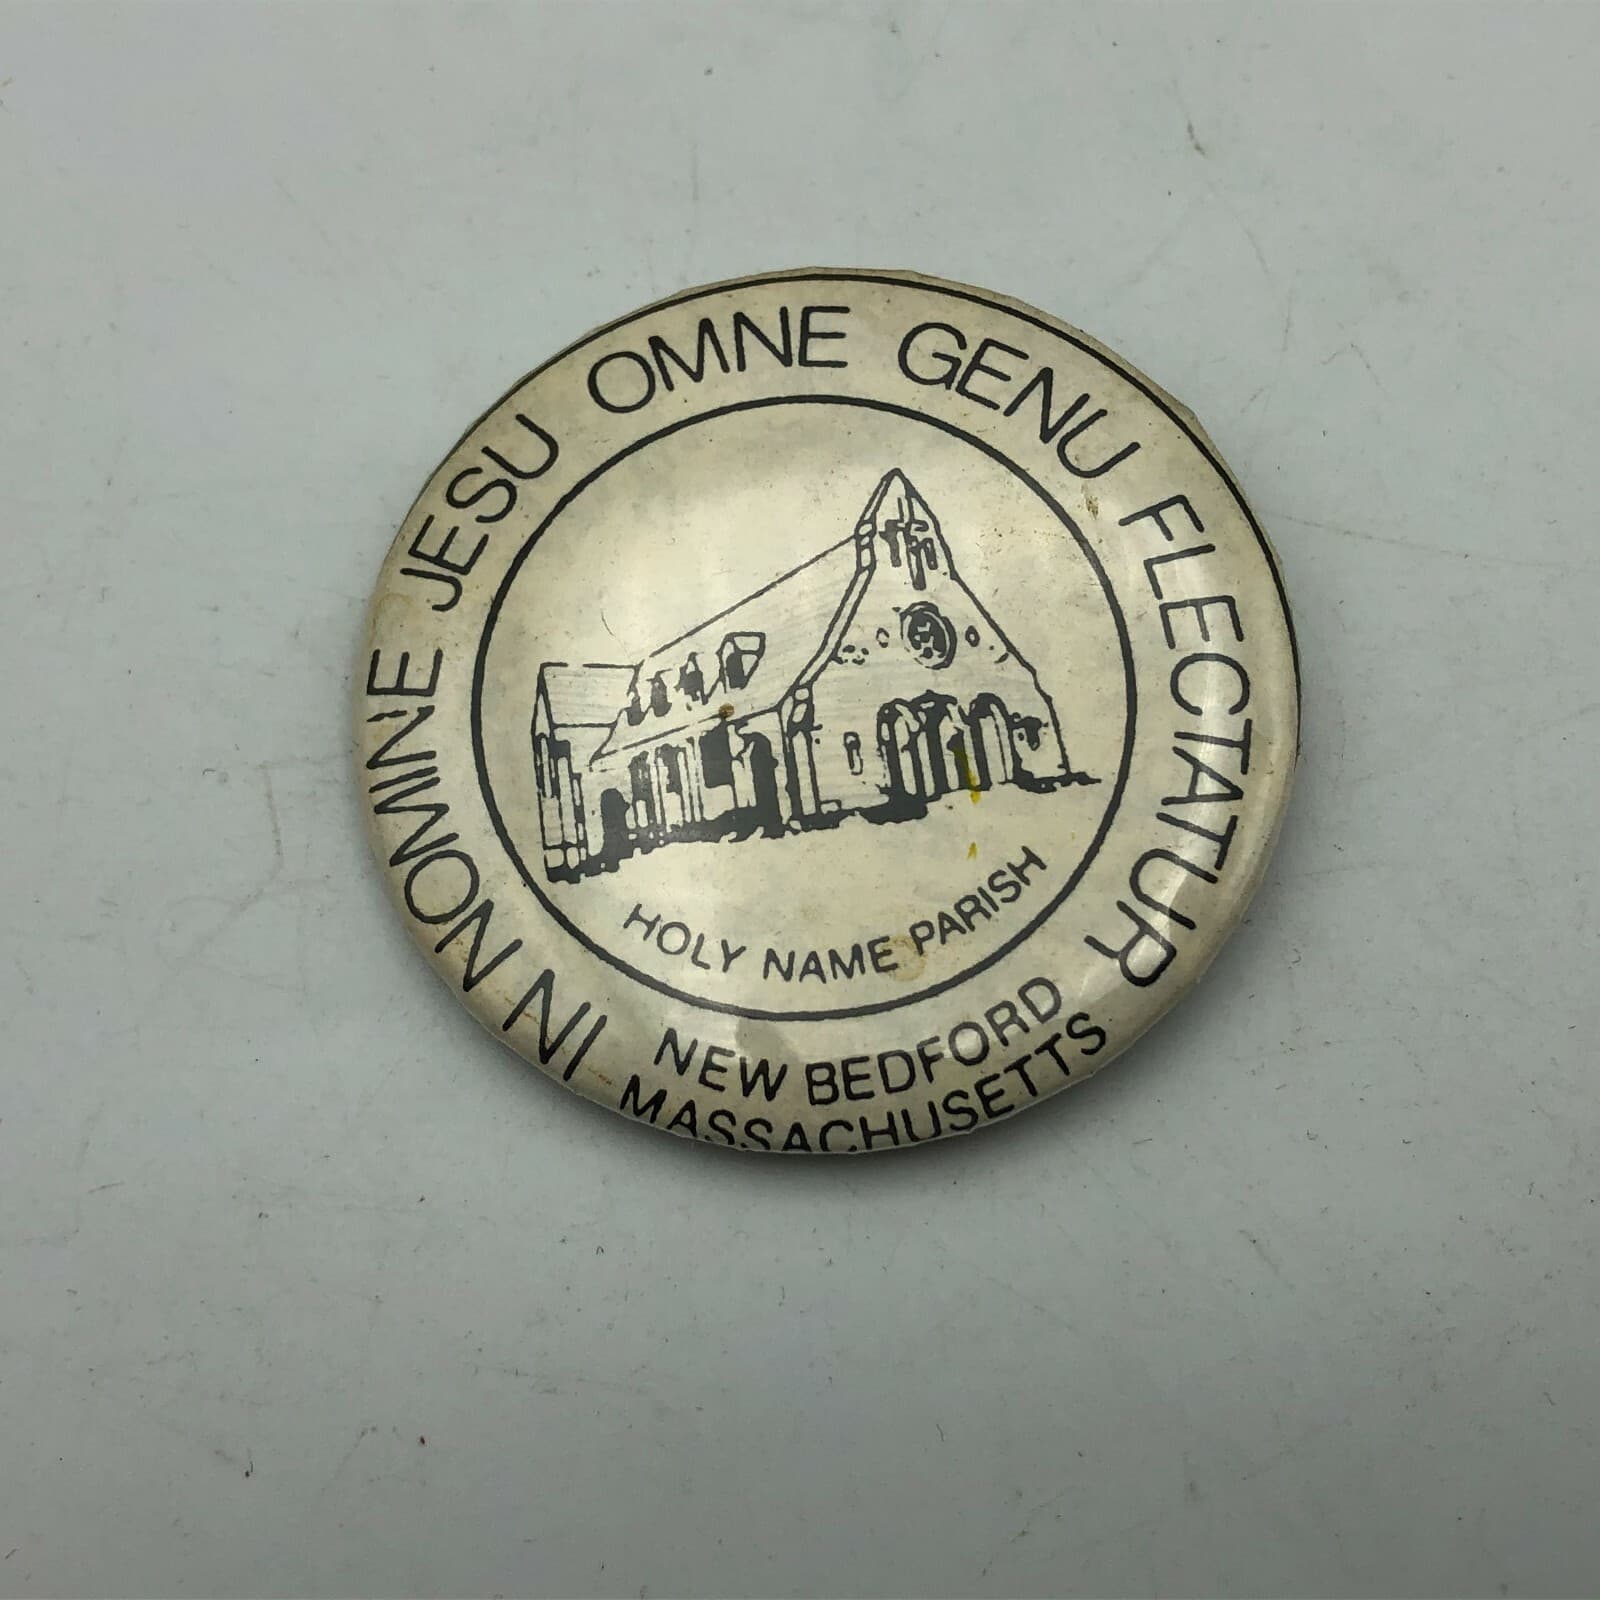 IN NOMINE JESU OMNE GENU FLECTATUR
HOLY NAME PARISH
NEW BEDFORD
MASSACHUSETTS